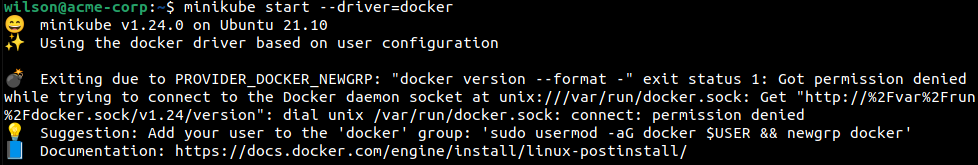 wilson@acme-corp:~$ minikube start --driver=docker
😄  minikube v1.24.0 on Ubuntu 21.10
✨  Using the docker driver based on user configuration

💣  Exiting due to PROVIDER_DOCKER_NEWGRP: "docker version --format -" exit status 1: Got permission denied
while trying to connect to the Docker daemon socket at unix:///var/run/docker.sock: Get "http://%2Fvar%2Frun
%2Fdocker.sock/v1.24/version": dial unix /var/run/docker.sock: connect: permission denied
💡  Suggestion: Add your user to the 'docker' group: 'sudo usermod -aG docker $USER && newgrp docker'
📘  Documentation: https://docs.docker.com/engine/install/linux-postinstall/